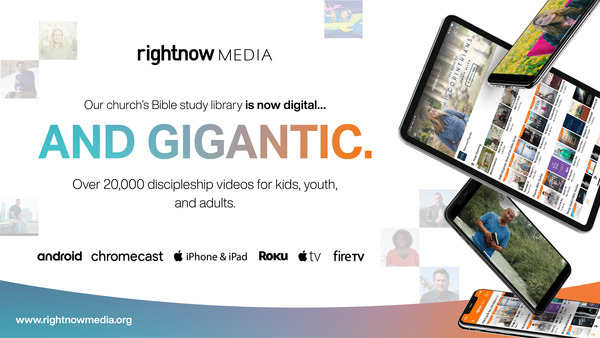 rightnow MEDIA
Our church's Bible study library is now digital...
AND GIGANTIC.
Over 20,000 discipleship videos for kids, youth,
and adults.
android chromecast iPhone & iPad ROKU tv fireTV
www.rightnowmedia.org
CORINTHIANS